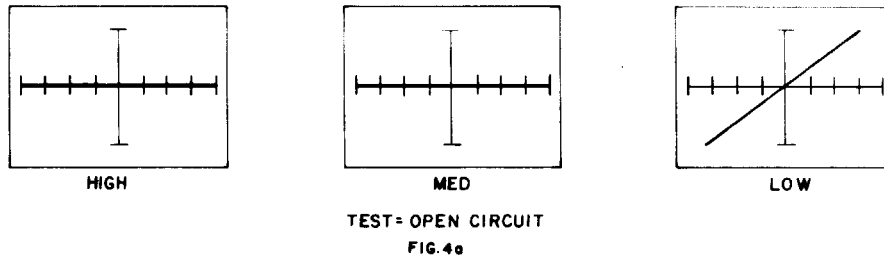 HIGH
MED
LOW
TEST= OPEN CIRCUIT
FIG.4a